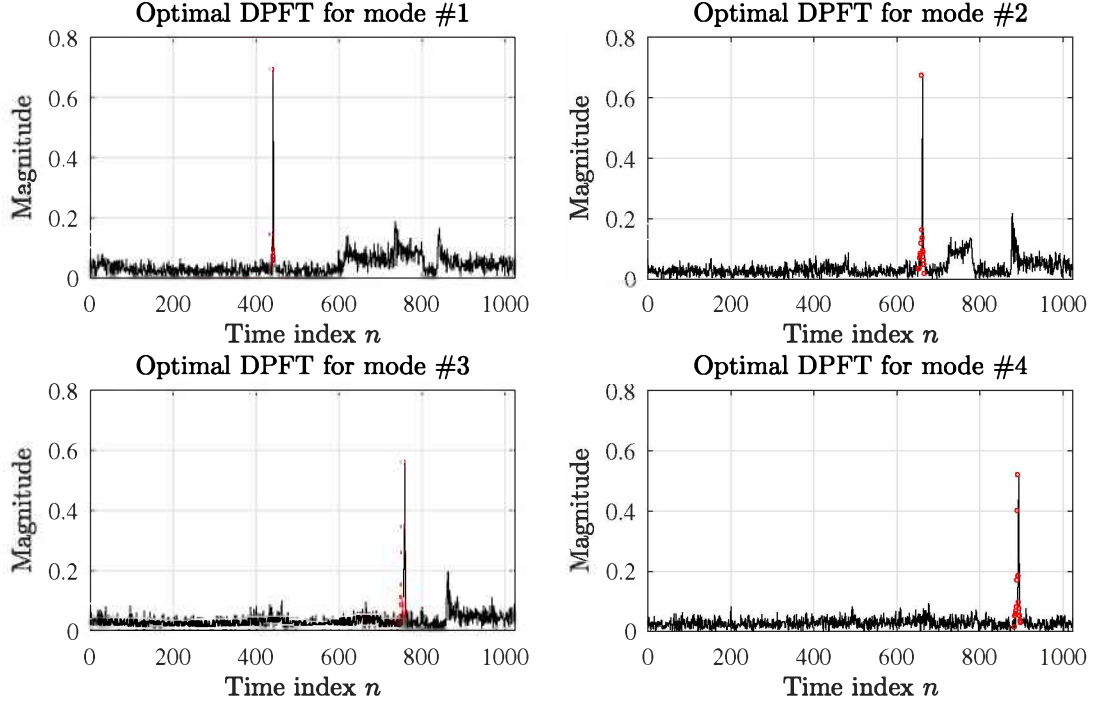 Optimal DPFT for mode #1
Magnitude
0.8
0.6
0.4
0.2
0
0 200 400 600 800 1000
Time index n
Optimal DPFT for mode #2
Magnitude
0.8
0.6
0.4
0.2
0
0 200 400 600 800 1000
Time index n
Optimal DPFT for mode #3
Magnitude
0.8
0.6
0.4
0.2
0
0 200 400 600 800 1000
Time index n
Optimal DPFT for mode #4
Magnitude
0.8
0.6
0.4
0.2
0
0 200 400 600 800 1000
Time index n